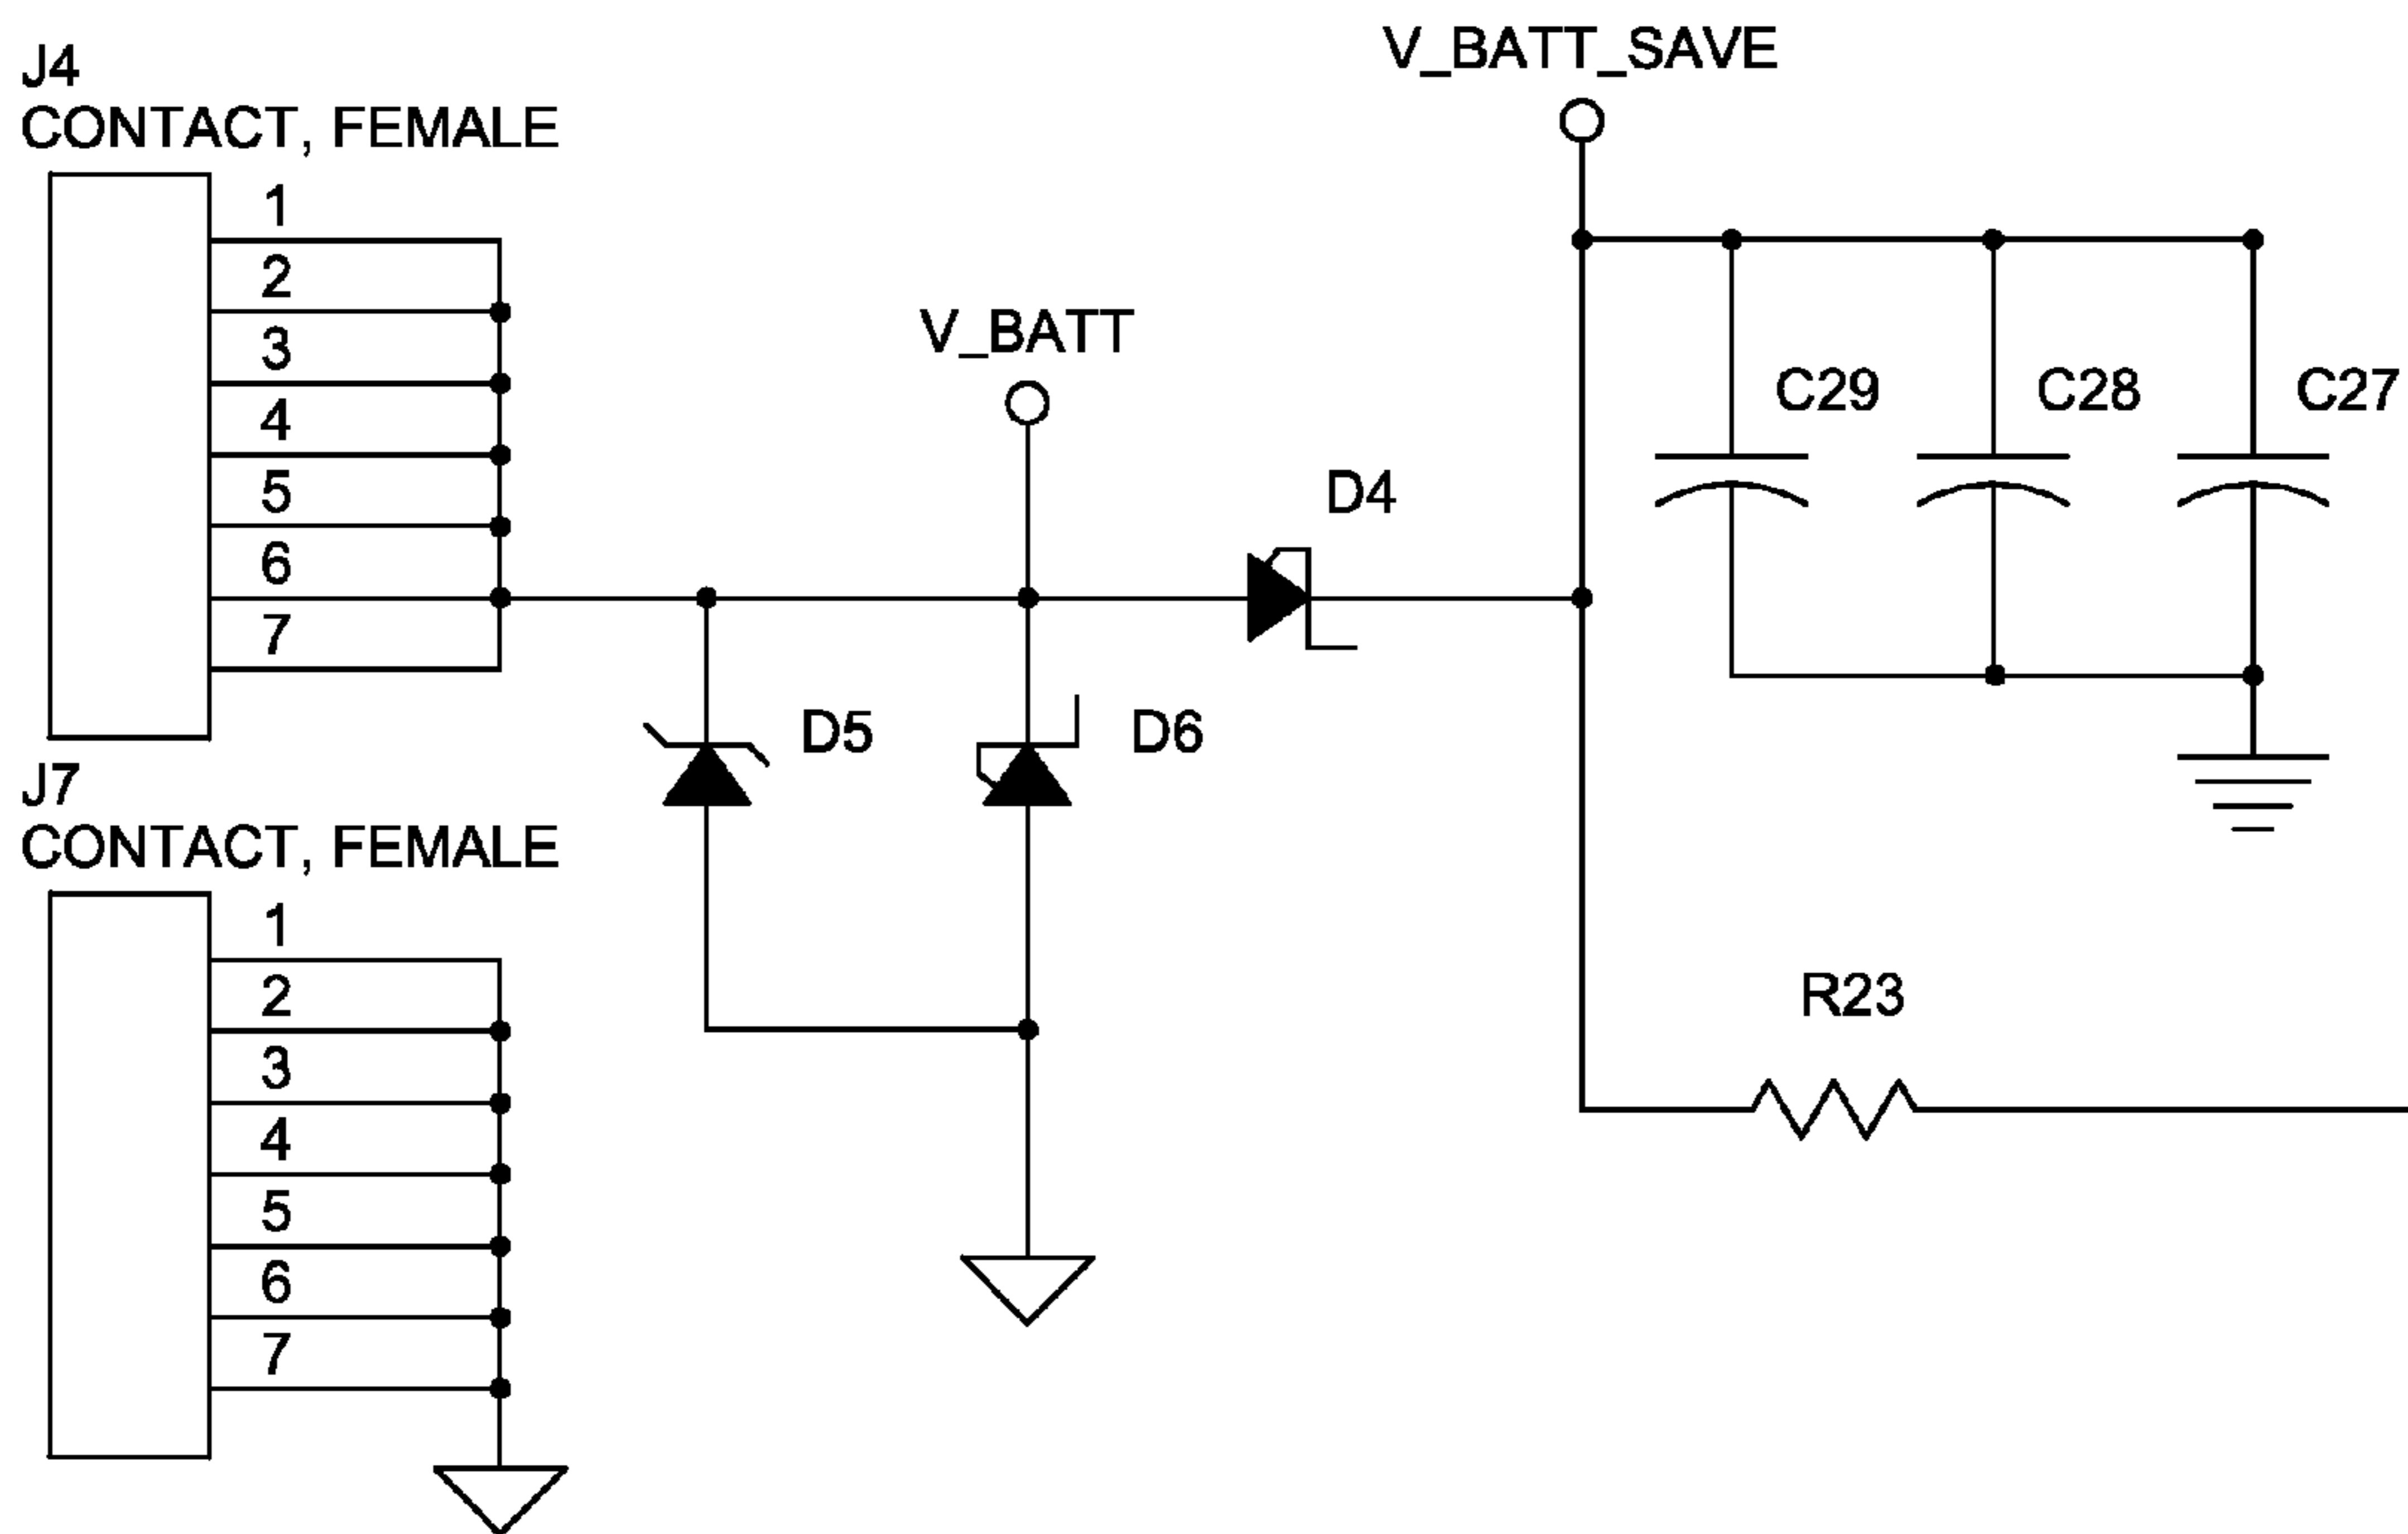 J4
CONTACT, FEMALE
1
2
3
4
5
6
7
J7
CONTACT, FEMALE
1
2
3
4
5
6
7
V_BATT
D5
D6
D4
V_BATT_SAVE
C29
C28
C27
R23